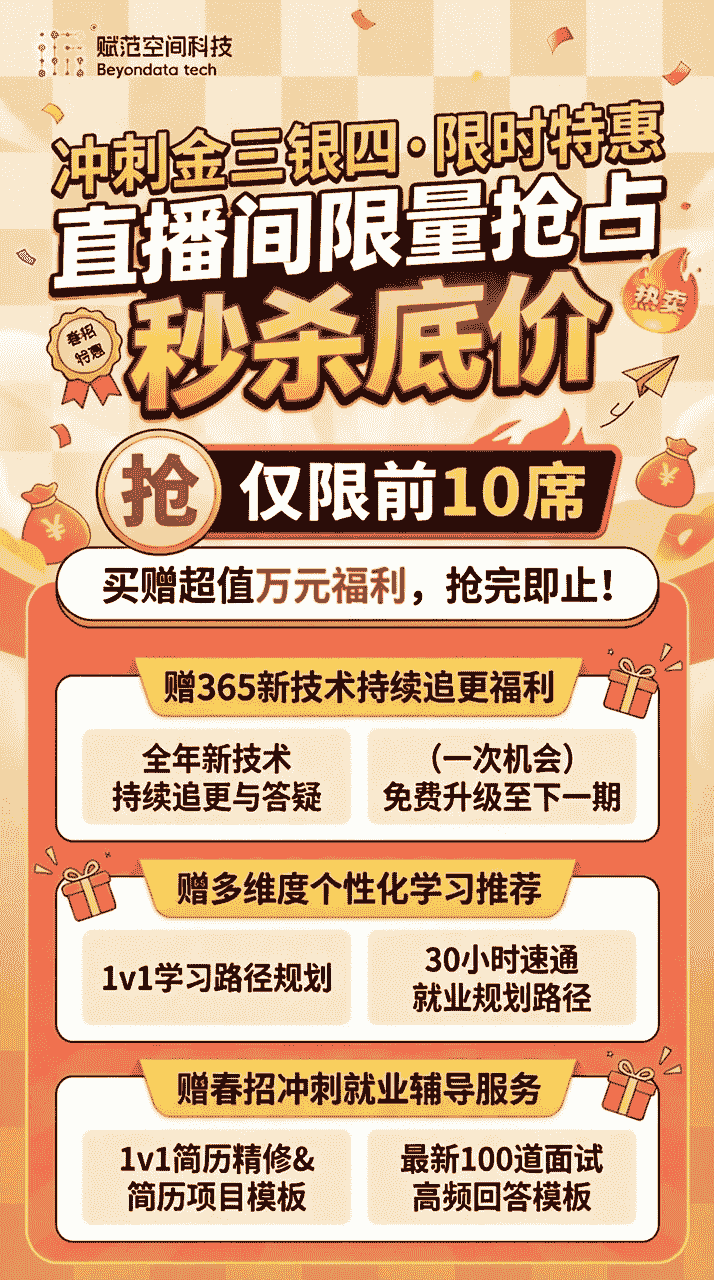 赋范空间科技
Beyondata tech
冲刺金三银四·限时特惠
直播间限量抢占
秒杀底价
热卖
春招
特惠
抢
仅限前10席
买赠超值万元福利，抢完即止！
赠365新技术持续追更福利
全年新技术
持续追更与答疑
（一次机会）
免费升级至下一期
赠多维度个性化学习推荐
1v1学习路径规划
30小时速通
就业规划路径
赠春招冲刺就业辅导服务
1v1简历精修&
简历项目模板
最新100道面试
高频回答模板